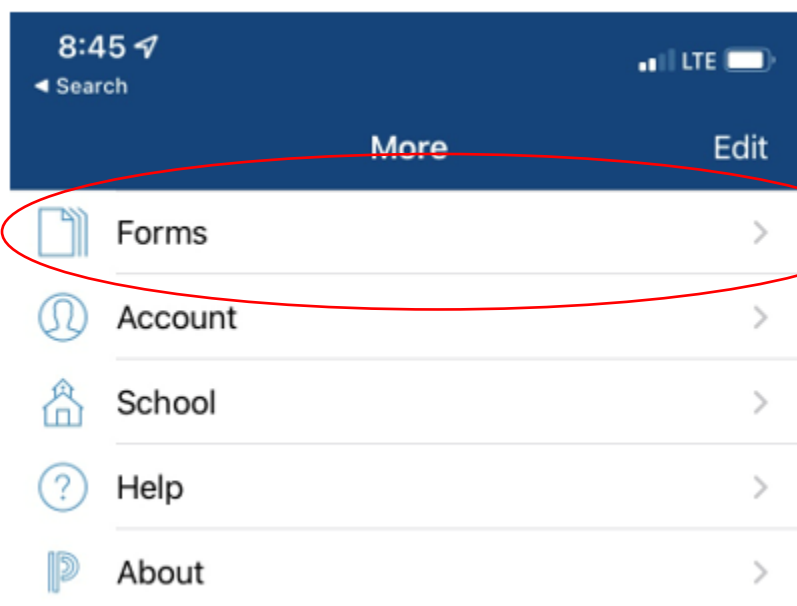 8:45
LTE
◀ Search
More
Edit
Forms
Account
School
Help
About